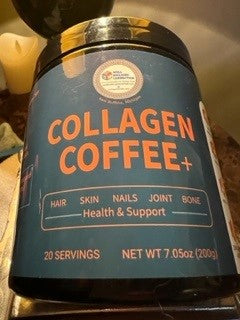 COLLAGEN
COFFEE+
HAIR SKIN NAILS JOINT BONE
Health & Support
20 SERVINGS NET WT 7.05oz (200g)